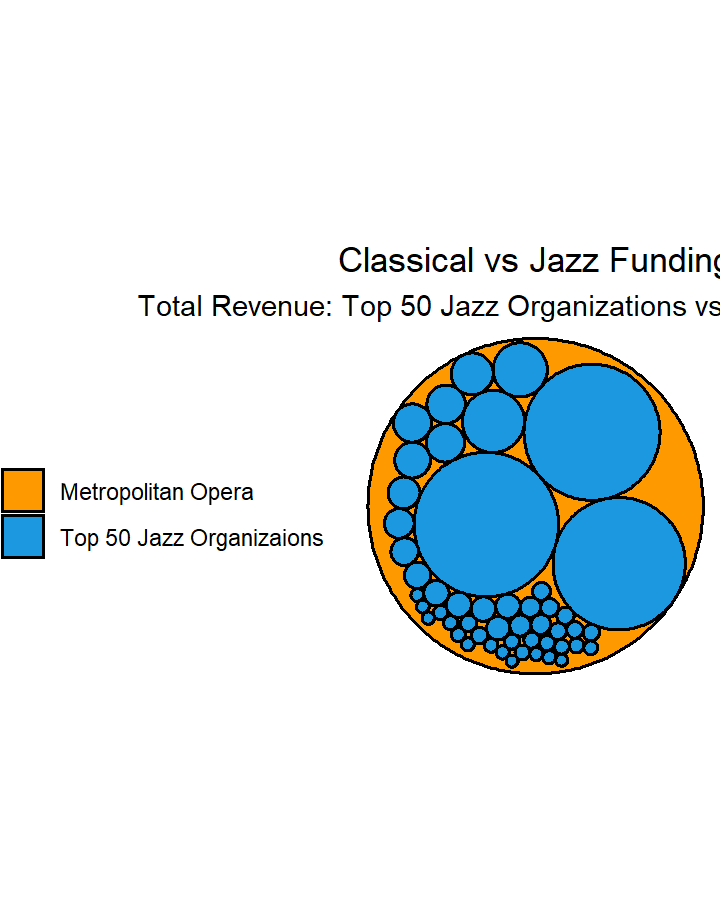 Classical vs Jazz Funding
Total Revenue: Top 50 Jazz Organizations vs
Metropolitan Opera
Top 50 Jazz Organizaions